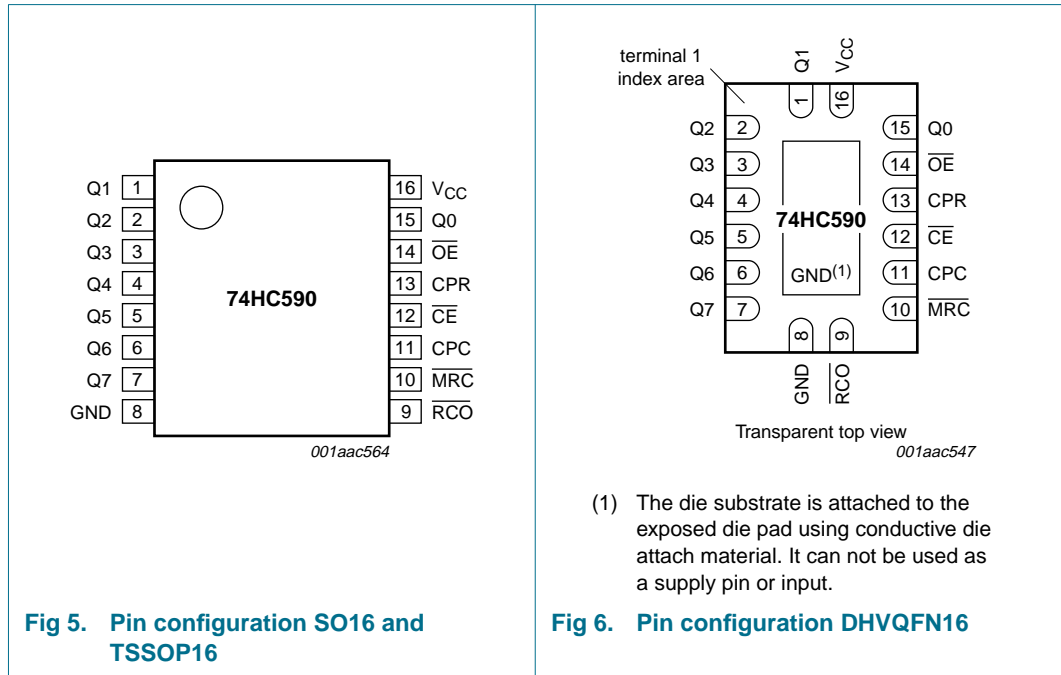 Q1 1
Q2 2
Q3 3
Q4 4
Q5 5
Q6 6
Q7 7
GND 8
74HC590
16 VCC
15 Q0
14 OE
13 CPR
12 CE
11 CPC
10 MRC
9 RCO
001aac564
Fig 5. Pin configuration SO16 and
TSSOP16
terminal 1
index area
Q1 VCC
1 16
Q2 2
Q3 3
Q4 4
Q5 5
Q6 6
Q7 7
74HC590
GND(1)
15 Q0
14 OE
13 CPR
12 CE
11 CPC
10 MRC
8 9
GND RCO
Transparent top view
001aac547
(1) The die substrate is attached to the
exposed die pad using conductive die
attach material. It can not be used as
a supply pin or input.
Fig 6. Pin configuration DHVQFN16